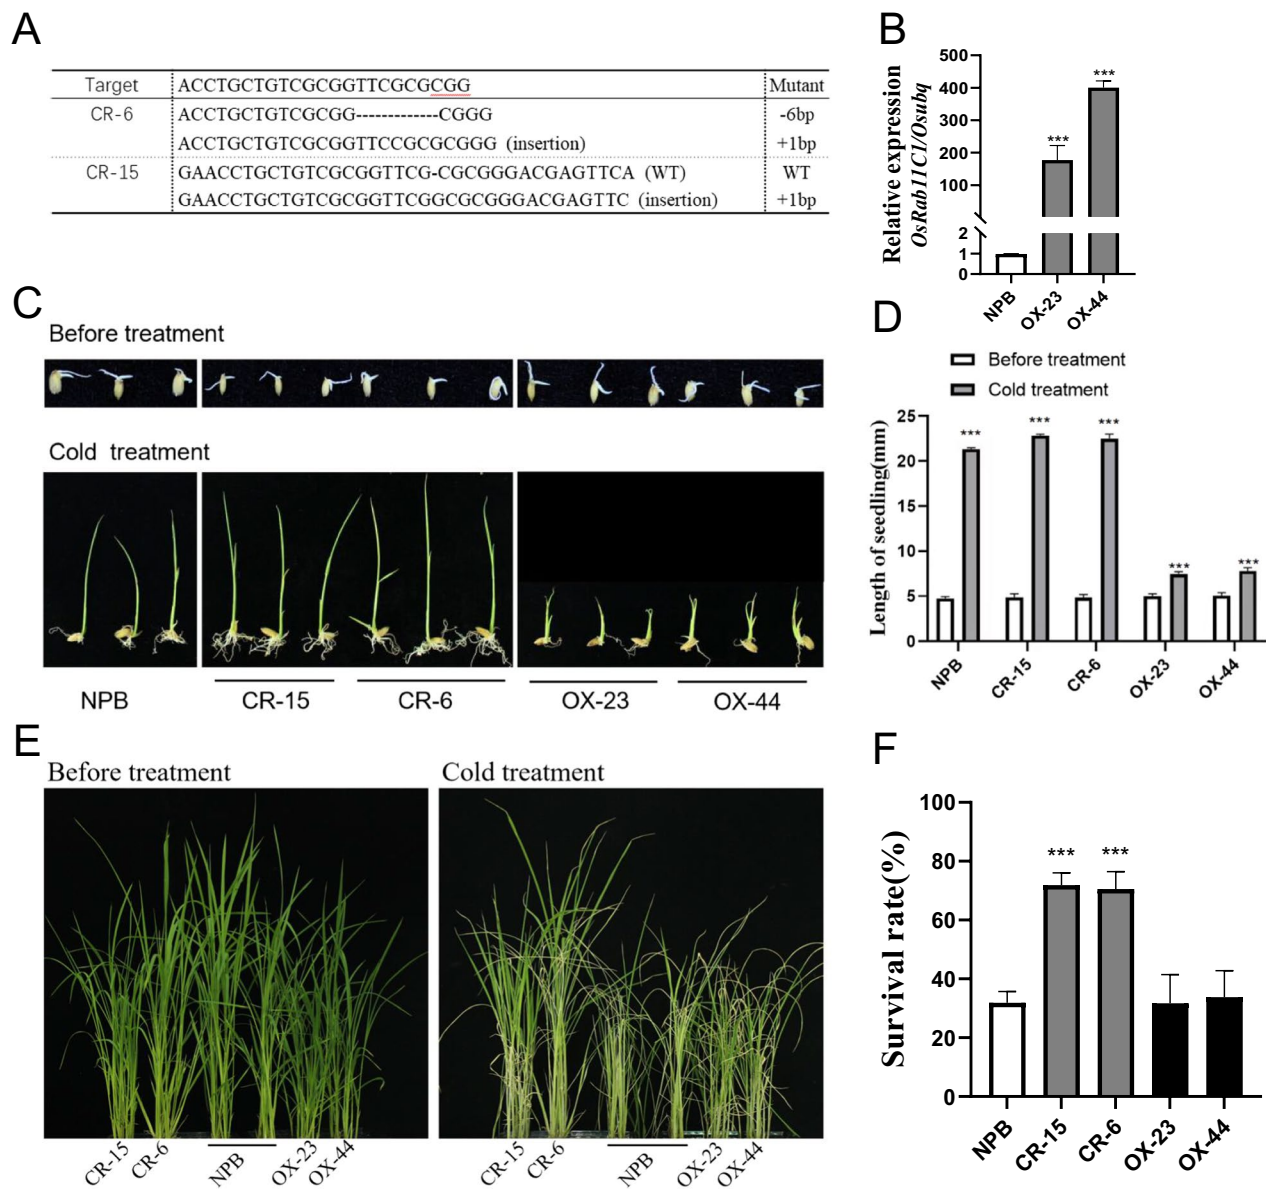 A
Target ACCTGCTGTCGCGGTTCGCGCGG Mutant
CR-6 ACCTGCTGTCGCGG-------------CGGG -6bp
ACCTGCTGTCGCGGTTCCGCGCGGG (insertion) +1bp
CR-15 GAACCTGCTGTCGCGGTTCG-CGCGGGACGAGTTCA (WT) WT
GAACCTGCTGTCGCGGTTCGGCGCGGGACGAGTTC (insertion) +1bp
B
Relative expression
OsRab11C1/Osubq
500
400
300
200
100
2
1
0
***
***
NPB
OX-23
OX-44
C
Before treatment
Cold treatment
NPB
CR-15
CR-6
OX-23
OX-44
D
Before treatment
Cold treatment
Length of seedling(mm)
25
20
15
10
5
0
***
***
***
***
***
NPB
CR-15
CR-6
OX-23
OX-44
E
Before treatment
Cold treatment
CR-15
CR-6
NPB
OX-23
OX-44
CR-15
CR-6
NPB
OX-23
OX-44
F
Survival rate(%)
100
80
60
40
20
0
***
***
NPB
CR-15
CR-6
OX-23
OX-44